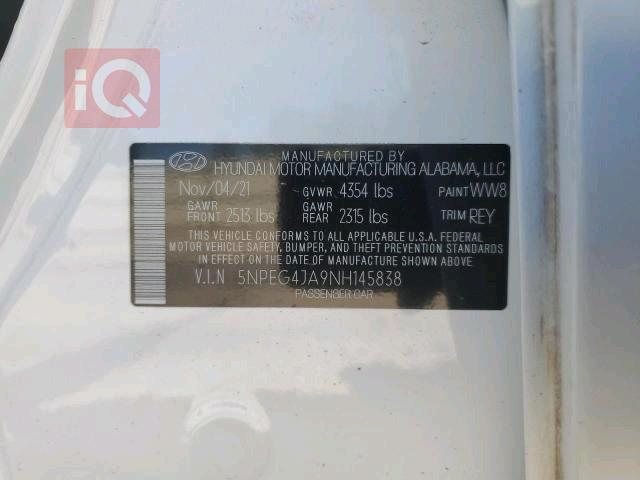 iQ
MANUFACTURED BY
HYUNDAI MOTOR MANUFACTURING ALABAMA, LLC
Nov/04/21 GVWR 4354 lbs PAINT WW8
GAWR GAWR
FRONT 2513 lbs REAR 2315 lbs TRIM REY
THIS VEHICLE CONFORMS TO ALL APPLICABLE U.S.A. FEDERAL
MOTOR VEHICLE SAFETY, BUMPER, AND THEFT PREVENTION STANDARDS
IN EFFECT ON THE DATE OF MANUFACTURE SHOWN ABOVE
V.I.N 5NPEG4JA9NH145838
PASSENGER CAR